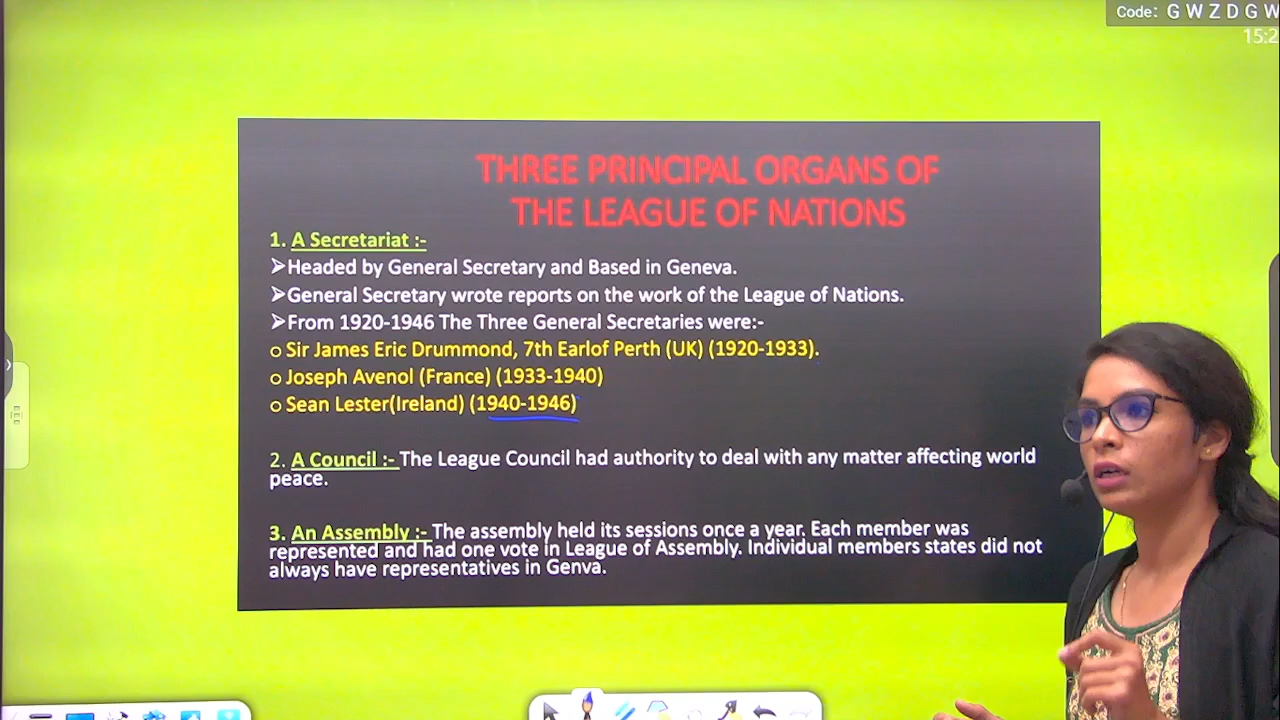 Code: G W Z D G W
15:2
THREE PRINCIPAL ORGANS OF
THE LEAGUE OF NATIONS
1. A Secretariat :-
➢Headed by General Secretary and Based in Geneva.
➢General Secretary wrote reports on the work of the League of Nations.
➢From 1920-1946 The Three General Secretaries were:-
o Sir James Eric Drummond, 7th Earlof Perth (UK) (1920-1933).
o Joseph Avenol (France) (1933-1940)
o Sean Lester(Ireland) (1940-1946)
2. A Council :- The League Council had authority to deal with any matter affecting world
peace.
3. An Assembly :- The assembly held its sessions once a year. Each member was
represented and had one vote in League of Assembly. Individual members states did not
always have representatives in Genva.